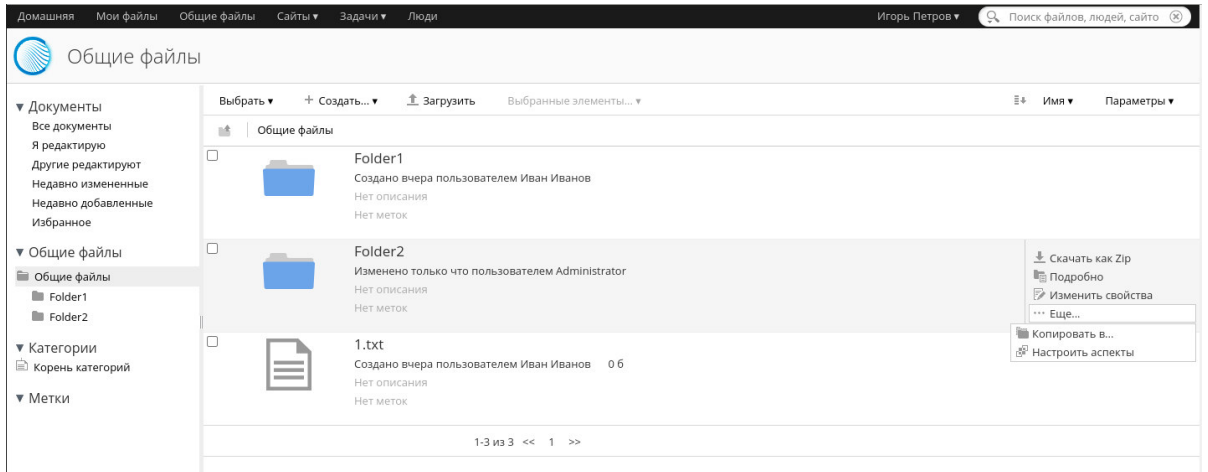 Домашняя Мои файлы Общие файлы Сайты ▾ Задачи ▾ Люди Игорь Петров ▾ Поиск файлов, людей, сайто
Общие файлы
Выбрать ▾ + Создать... ▾ Загрузить Выбранные элементы... ▾ Имя ▾ Параметры ▾
Общие файлы
▾ Документы
Все документы
Я редактирую
Другие редактируют
Недавно измененные
Недавно добавленные
Избранное
▾ Общие файлы
Общие файлы
Folder1
Folder2
▾ Категории
Корень категорий
▾ Метки
Folder1
Создано вчера пользователем Иван Иванов
Нет описания
Нет меток
Folder2
Изменено только что пользователем Administrator
Нет описания
Нет меток
Скачать как Zip
Подробно
Изменить свойства
Еще...
Копировать в...
Настроить аспекты
1.txt
Создано вчера пользователем Иван Иванов 0 б
Нет описания
Нет меток
1-3 из 3 << 1 >>